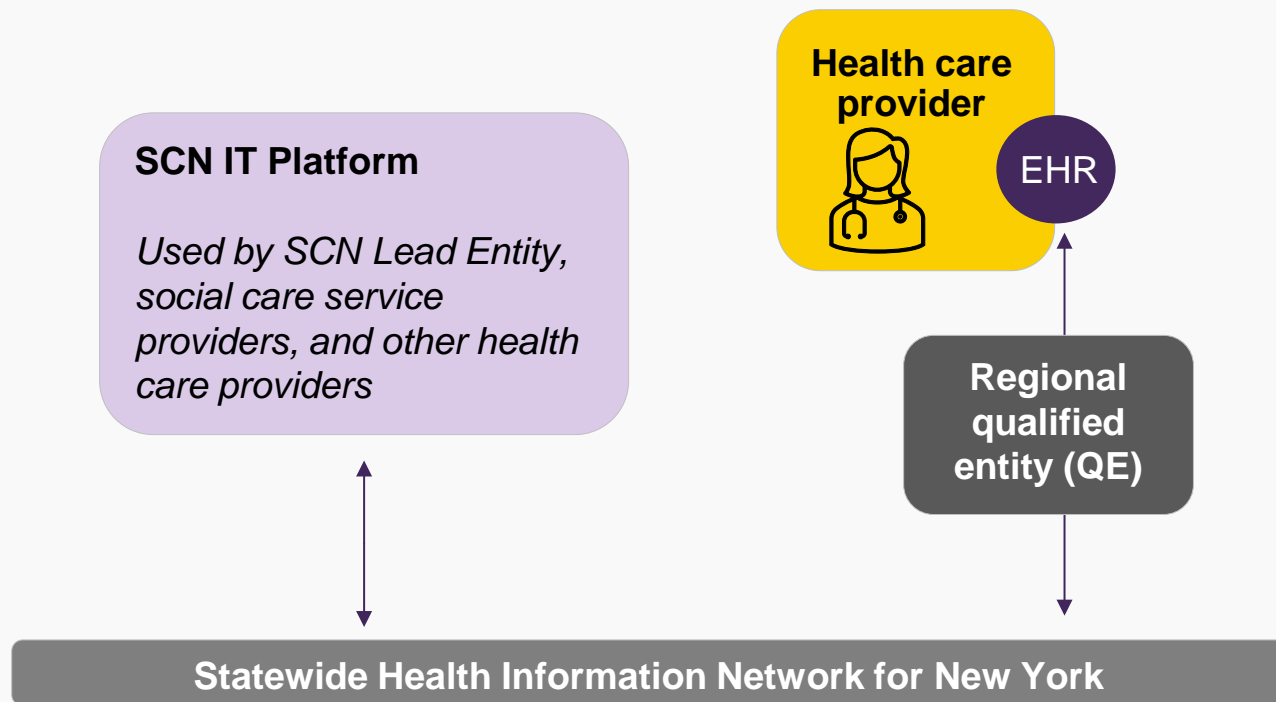 Health care
provider
EHR
SCN IT Platform
Used by SCN Lead Entity,
social care service
providers, and other health
care providers
Regional
qualified
entity (QE)
Statewide Health Information Network for New York